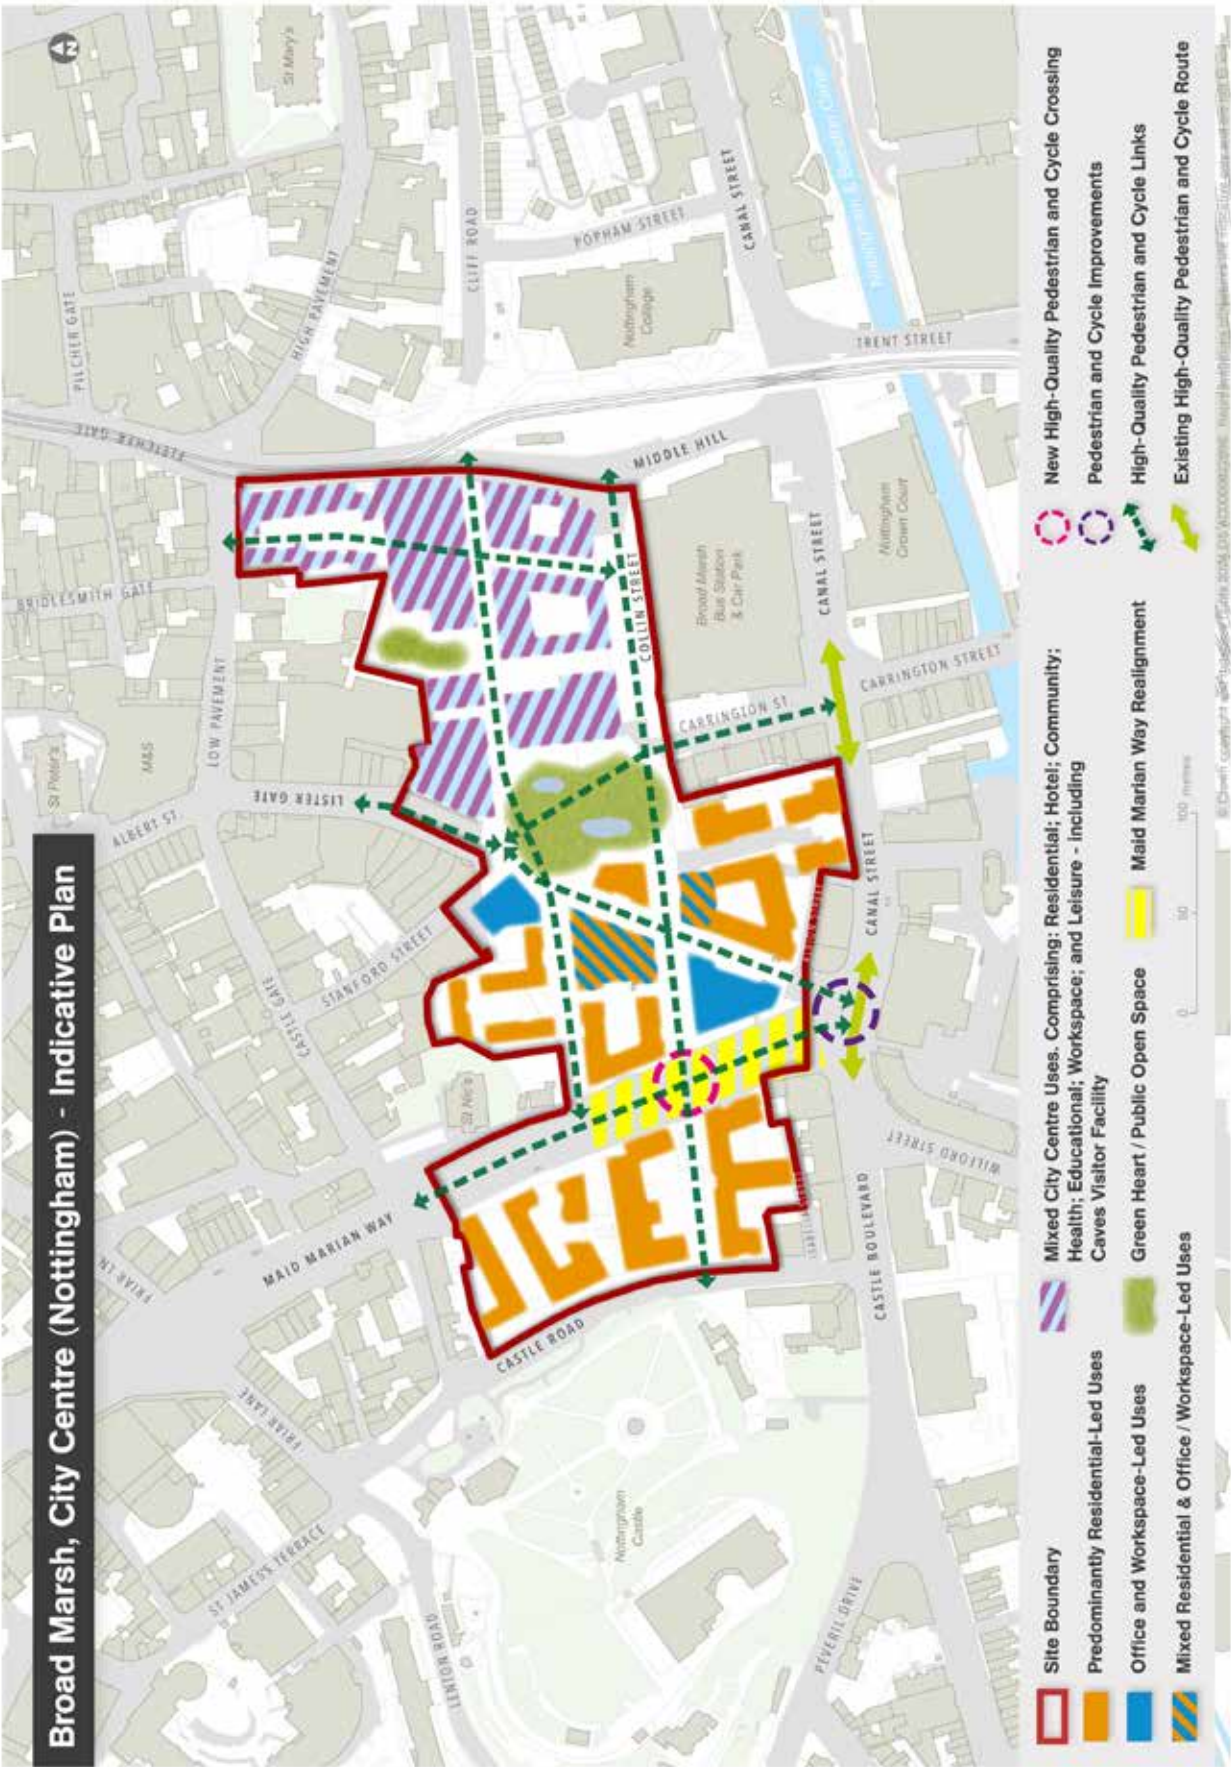 Broad Marsh, City Centre (Nottingham) - Indicative Plan
N
St Mary's
PILCHER GATE
HIGH PAVEMENT
FLETCHER GATE
BRIDLESMITH GATE
LOW PAVEMENT
St Peter's
M&S
ALBERT ST.
LISTER GATE
CLIFF ROAD
POPHAM STREET
CANAL STREET
Nottingham
College
TRENT STREET
MIDDLE HILL
COLLIN STREET
Broad Marsh
Bus Station
& Car Park
CANAL STREET
Nottingham
Crown Court
CARRINGTON ST.
CARRINGTON STREET
CANAL STREET
STANFORD STREET
CASTLE GATE
St Nic's
MAID MARIAN WAY
FRIAR LN
FRIAR LANE
CASTLE ROAD
CASTLE BOULEVARD
WILFORD STREET
ST JAMES'S TERRACE
LENTON ROAD
Nottingham
Castle
PEVERIL DRIVE
0 50 100 metres
Site Boundary
Predominantly Residential-Led Uses
Office and Workspace-Led Uses
Mixed Residential & Office / Workspace-Led Uses
Mixed City Centre Uses. Comprising: Residential; Hotel; Community;
Health; Educational; Workspace; and Leisure - including
Caves Visitor Facility
Green Heart / Public Open Space
Maid Marian Way Realignment
New High-Quality Pedestrian and Cycle Crossing
Pedestrian and Cycle Improvements
High-Quality Pedestrian and Cycle Links
Existing High-Quality Pedestrian and Cycle Route